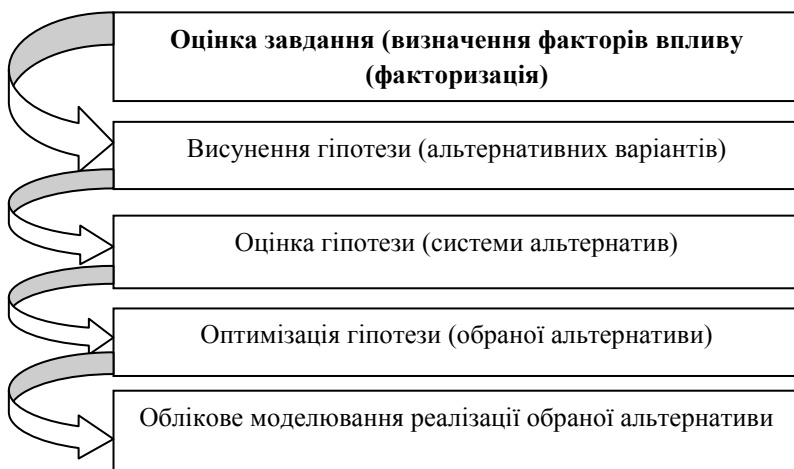 Оцінка завдання (визначення факторів впливу
(факторизація)
Висунення гіпотези (альтернативних варіантів)
Оцінка гіпотези (системи альтернатив)
Оптимізація гіпотези (обраної альтернативи)
Облікове моделювання реалізації обраної альтернативи